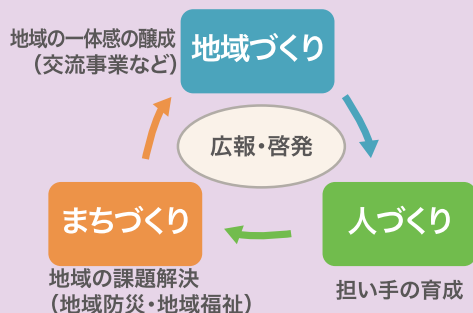 地域の一体感の醸成
（交流事業など）
地域づくり
広報・啓発
まちづくり
人づくり
地域の課題解決
（地域防災・地域福祉）
担い手の育成